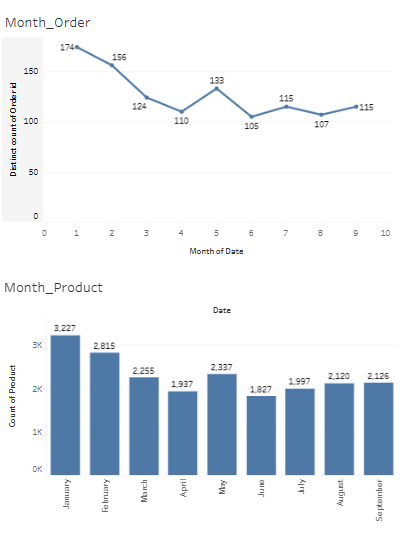 Month_Order
174
156
124
110
133
105
115
107
115
150
100
50
0
Distinct count of Order id
0 1 2 3 4 5 6 7 8 9 10
Month of Date
Month_Product
Date
3,227
2,815
2,255
1,937
2,337
1,827
1,997
2,120
2,126
3K
2K
1K
0K
Count of Product
January
February
March
April
May
June
July
August
September